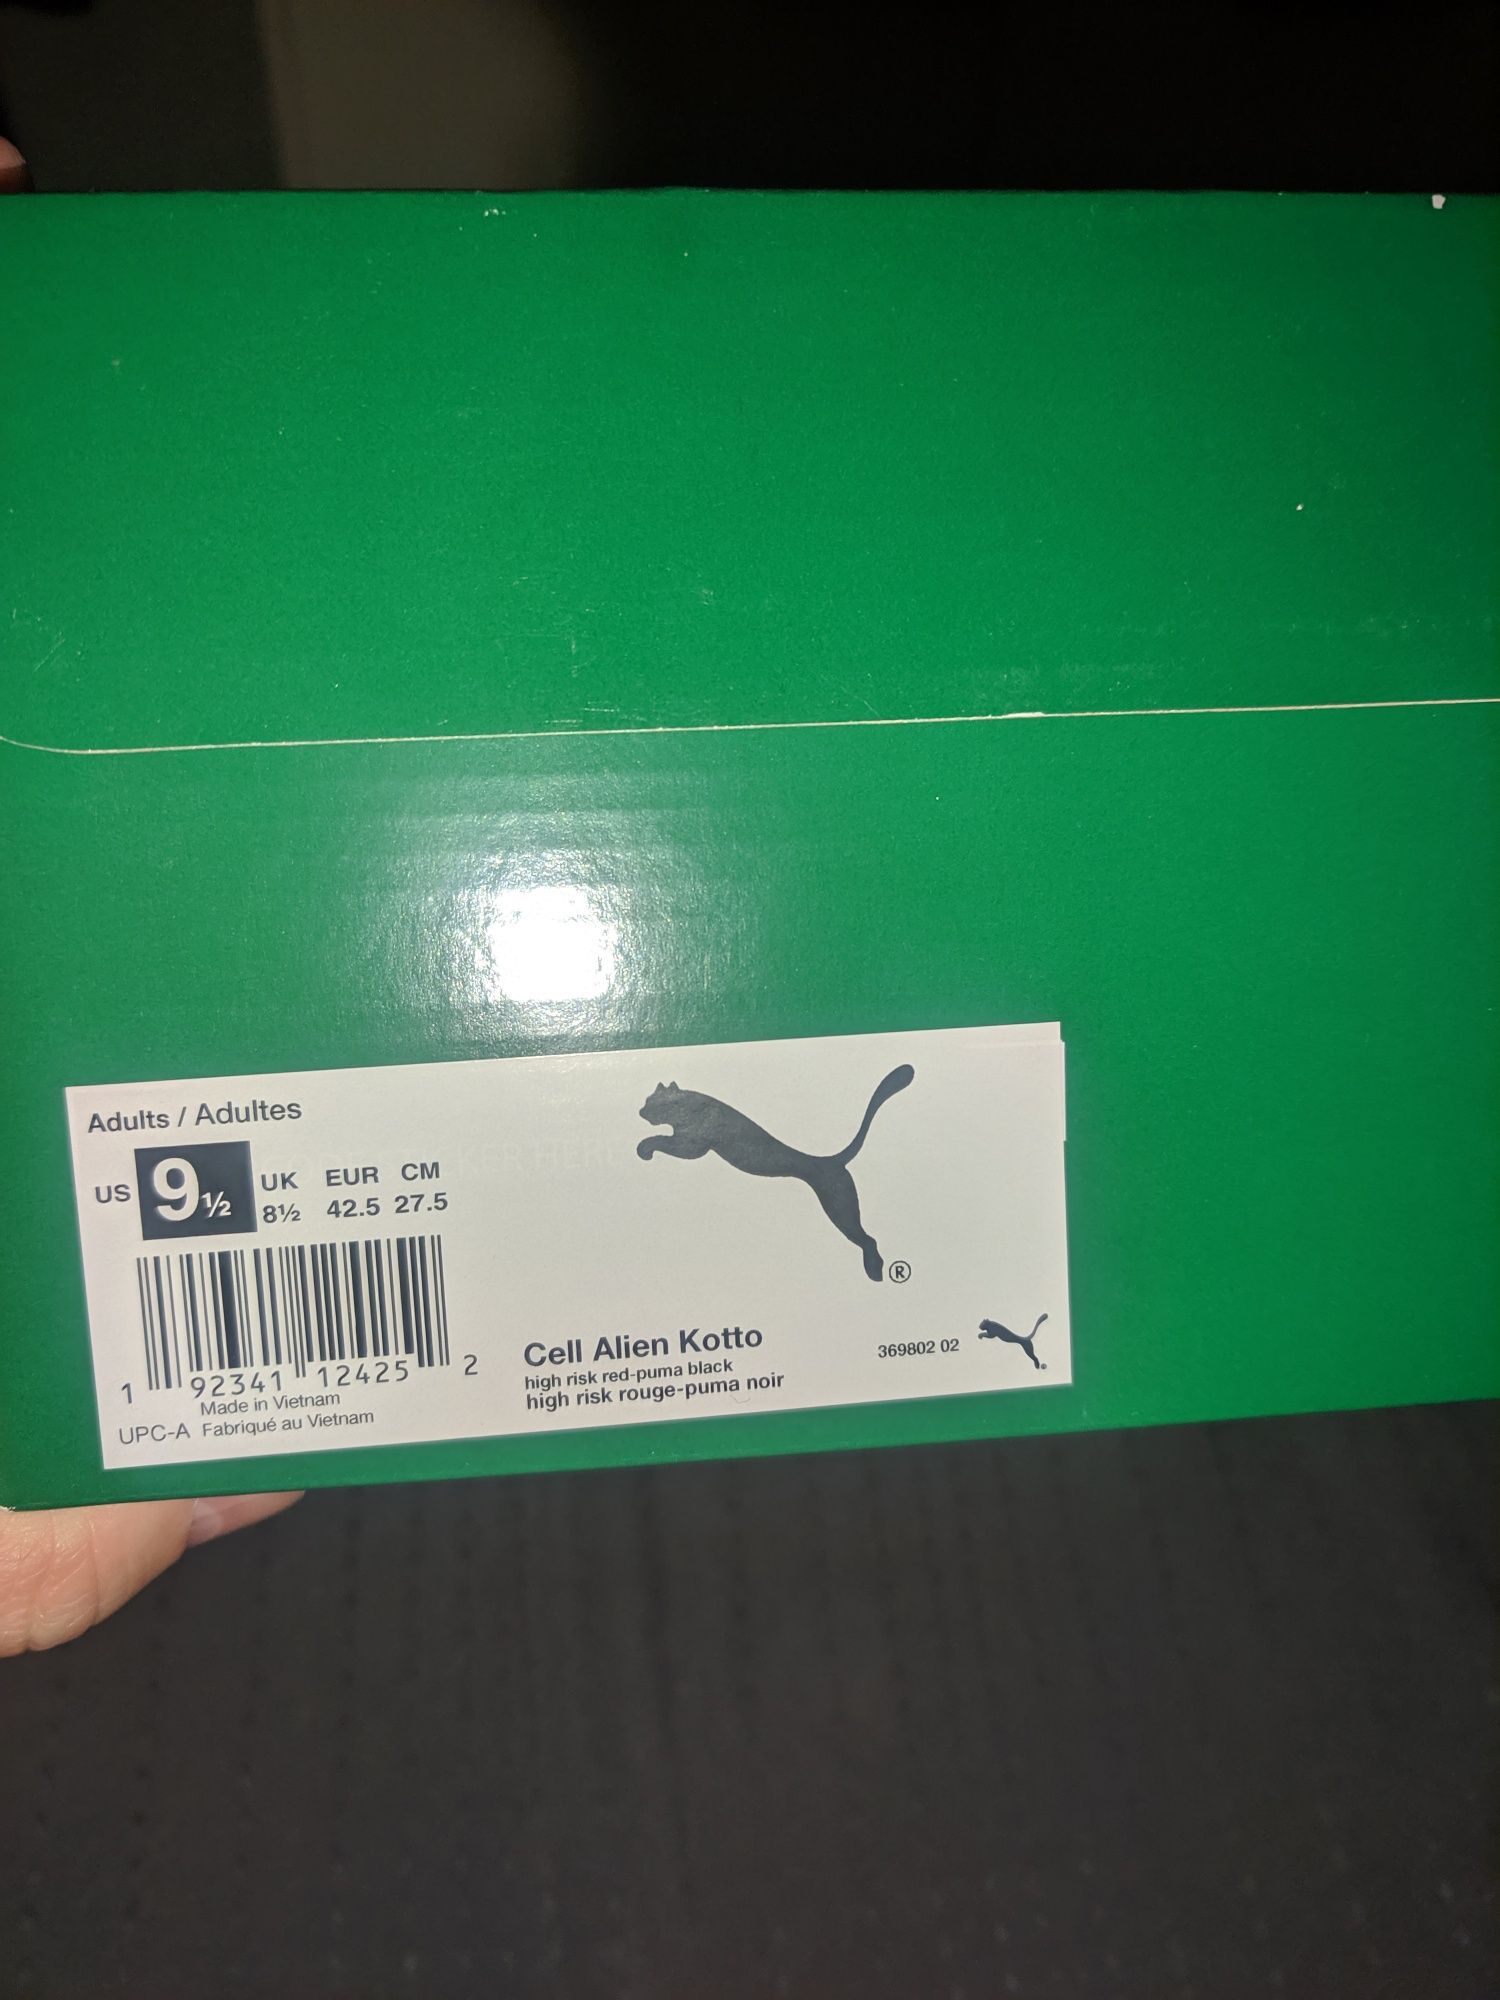 Adults / Adultes
US 9½ UK 8½ EUR 42.5 CM 27.5
1 92341 12425 2
Made in Vietnam
UPC-A Fabriqué au Vietnam
®
Cell Alien Kotto
high risk red-puma black
high risk rouge-puma noir
369802 02